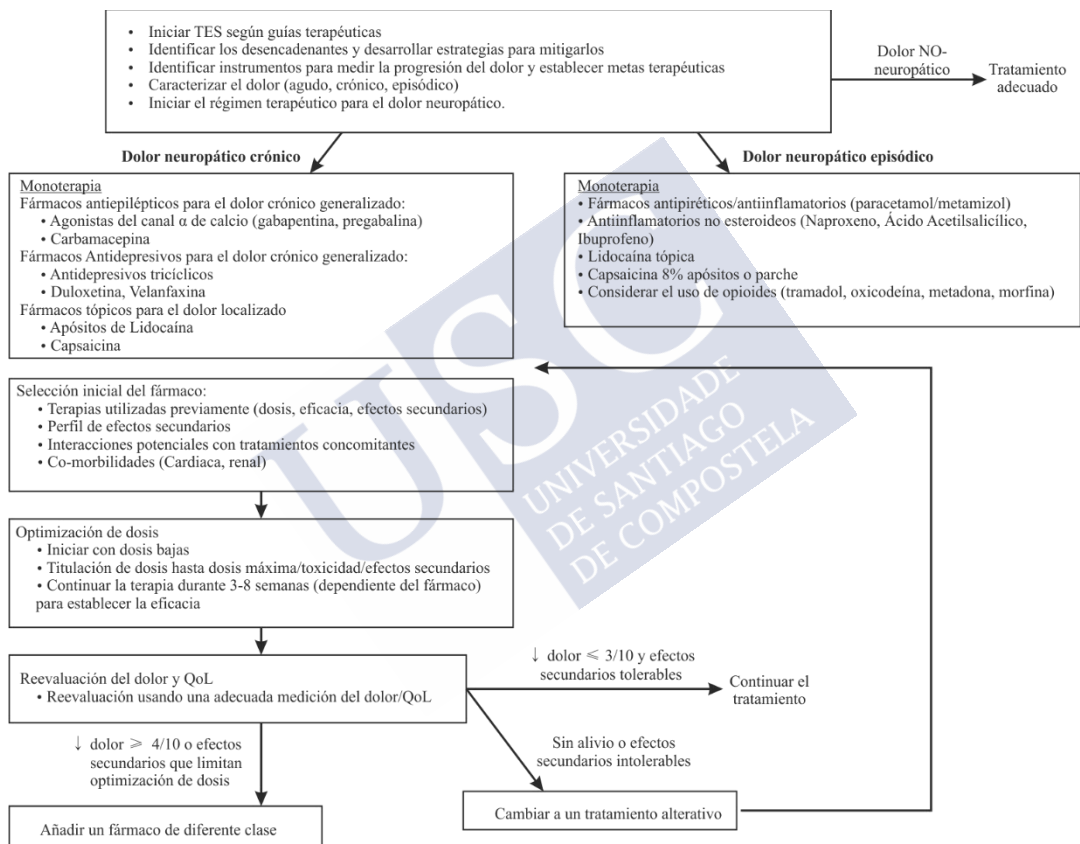 • Iniciar TES según guías terapéuticas
• Identificar los desencadenantes y desarrollar estrategias para mitigarlos
• Identificar instrumentos para medir la progresión del dolor y establecer metas terapéuticas
• Caracterizar el dolor (agudo, crónico, episódico)
• Iniciar el régimen terapéutico para el dolor neuropático.
Dolor NO-
neuropático
Tratamiento
adecuado
Dolor neuropático crónico
Monoterapia
Fármacos antiepilépticos para el dolor crónico generalizado:
• Agonistas del canal α de calcio (gabapentina, pregabalina)
• Carbamacepina
Fármacos Antidepresivos para el dolor crónico generalizado:
• Antidepresivos tricíclicos
• Duloxetina, Velanfaxina
Fármacos tópicos para el dolor localizado
• Apósitos de Lidocaína
• Capsaicina
Dolor neuropático episódico
Monoterapia
• Fármacos antipiréticos/antiinflamatorios (paracetamol/metamizol)
• Antiinflamatorios no esteroideos (Naproxeno, Ácido Acetilsalicílico,
Ibuprofeno)
• Lidocaína tópica
• Capsaicina 8% apósitos o parche
• Considerar el uso de opioides (tramador, oxicodeína, metadona, morfina)
Selección inicial del fármaco:
• Terapias utilizadas previamente (dosis, eficacia, efectos secundarios)
• Perfil de efectos secundarios
• Interacciones potenciales con tratamientos concomitantes
• Co-morbilidades (Cardiaca, renal)
Optimización de dosis
• Iniciar con dosis bajas
• Titulación de dosis hasta dosis máxima/toxicidad/efectos secundarios
• Continuar la terapia durante 3-8 semanas (dependiente del fármaco)
para establecer la eficacia
Reevaluación del dolor y QoL
• Reevaluación usando una adecuada medición del dolor/QoL
↓ dolor ≤ 3/10 y efectos
secundarios tolerables
Continuar el
tratamiento
↓ dolor ≥ 4/10 o efectos
secundarios que limitan
optimización de dosis
Sin alivio o efectos
secundarios intolerables
Añadir un fármaco de diferente clase
Cambiar a un tratamiento alternativo
USC
UNIVERSIDADE
DE SANTIAGO
DE COMPOSTELA